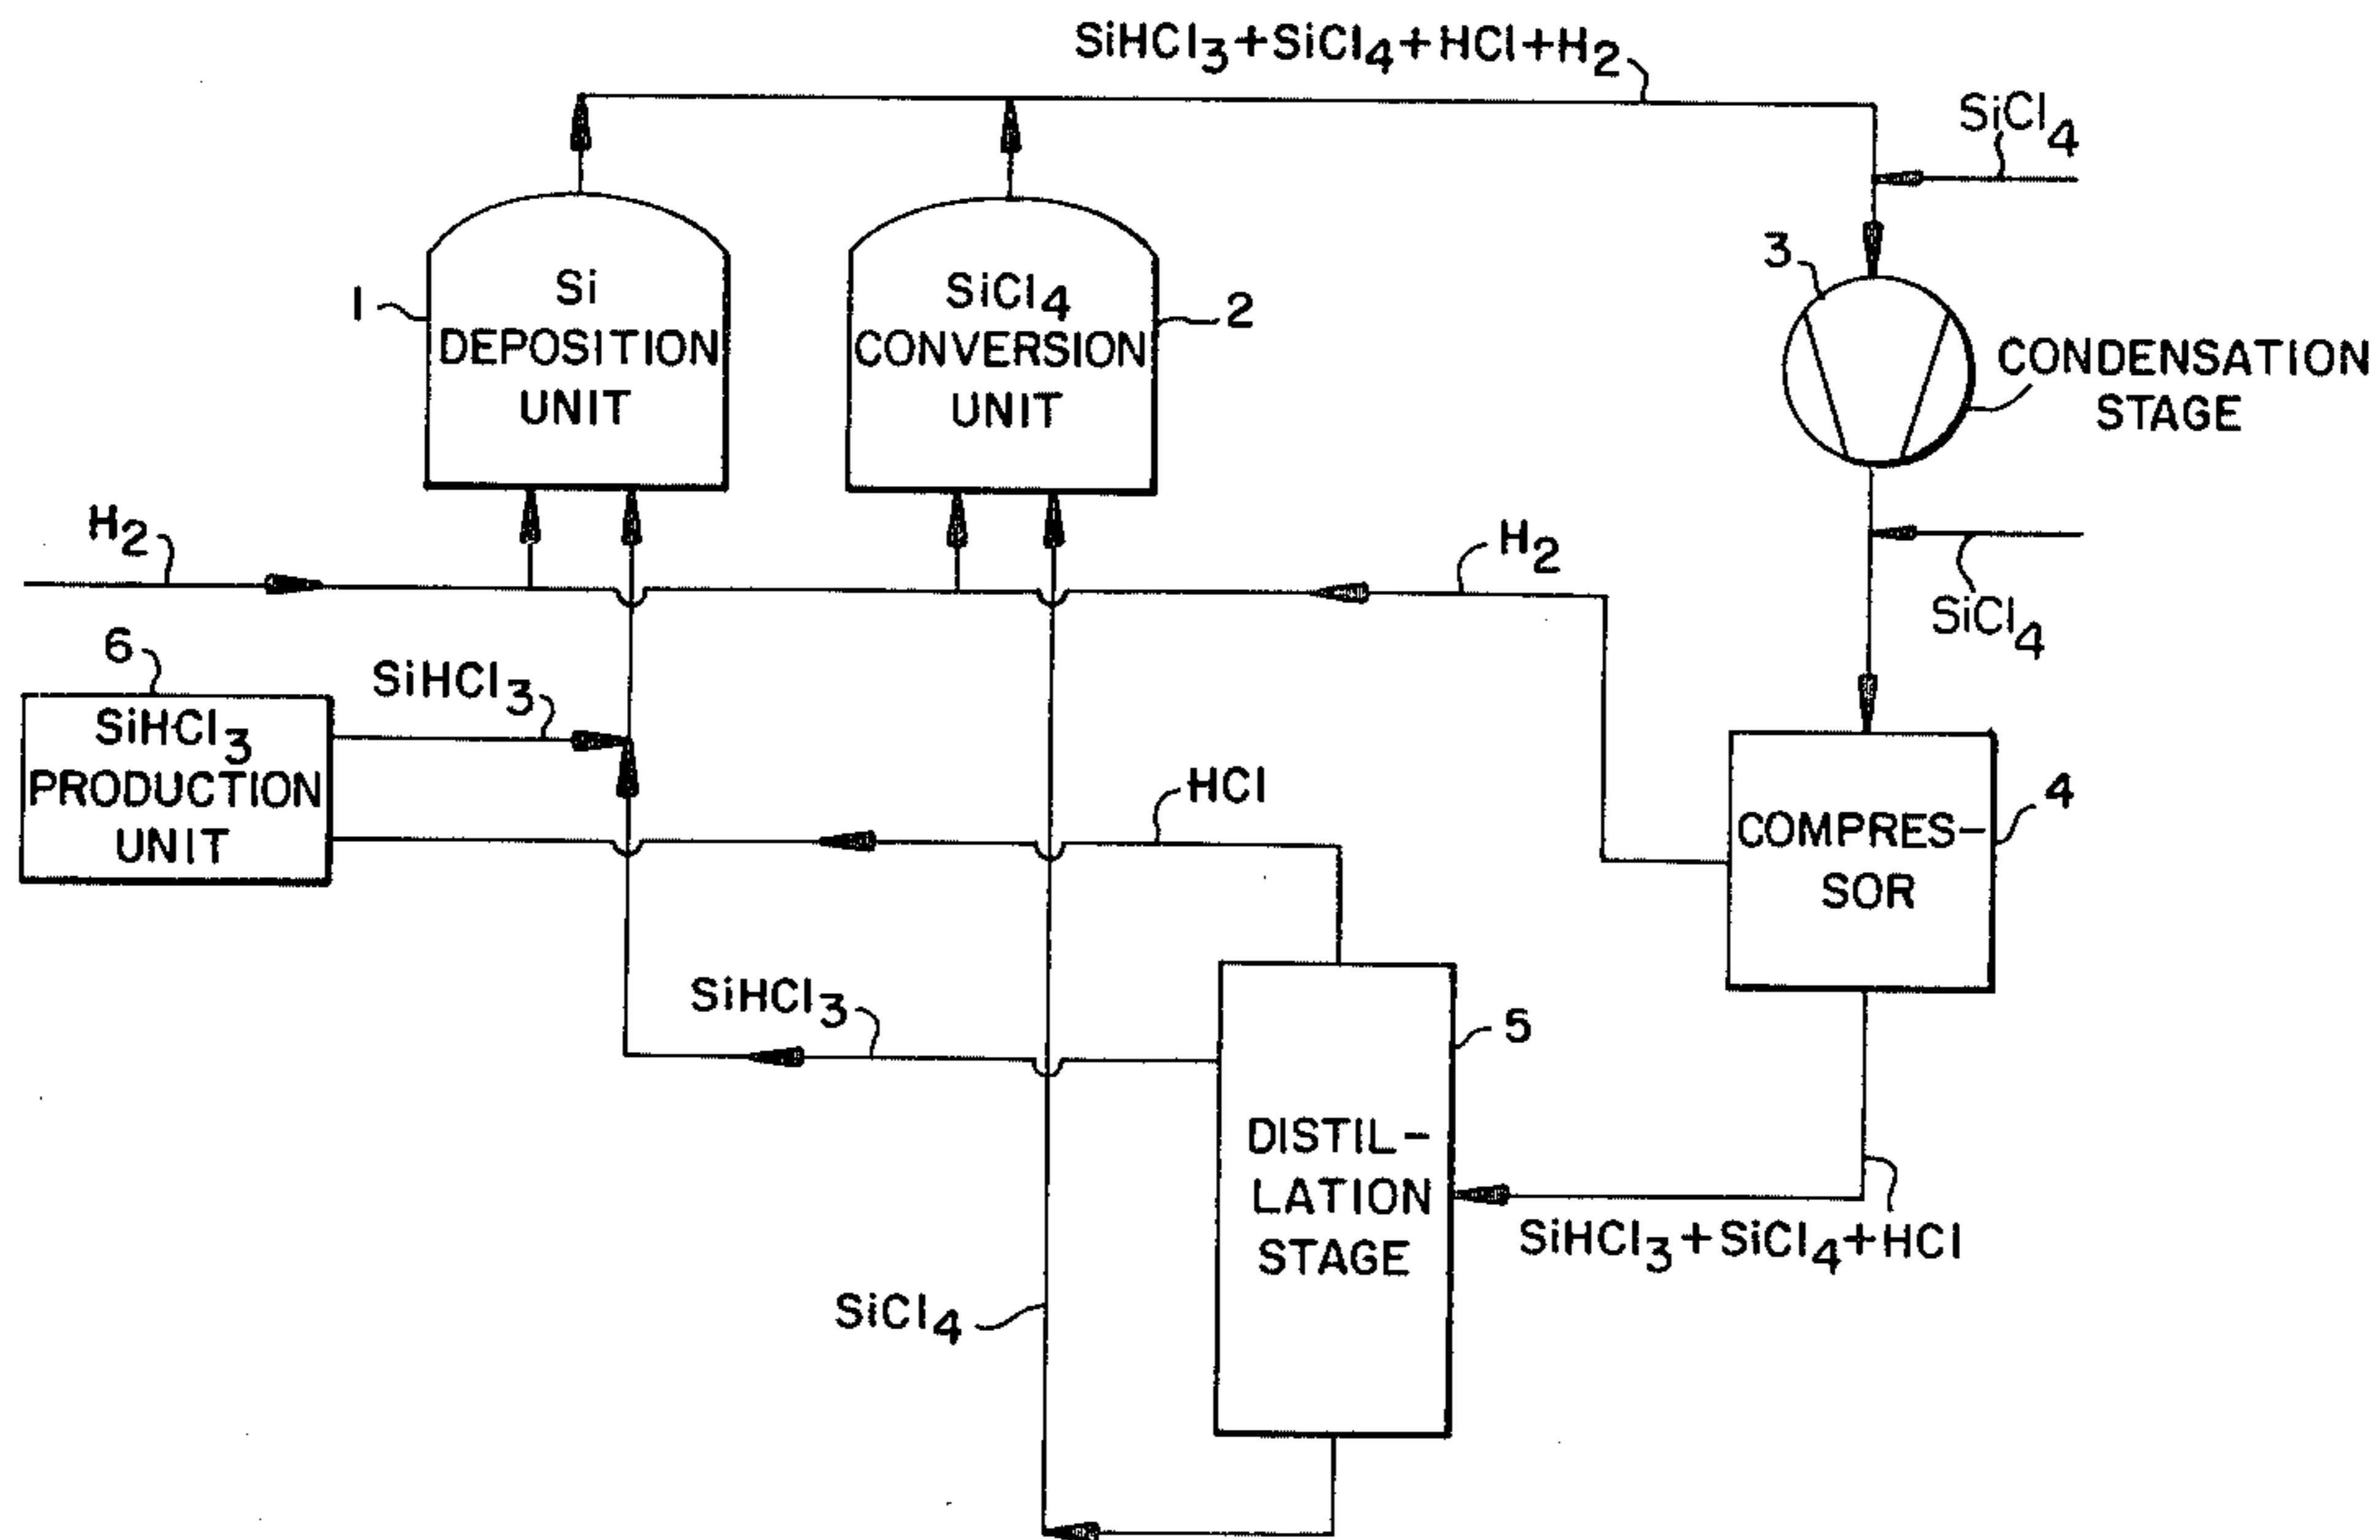 SiHCl3+SiCl4+HCl+H2
SiCl4
3
1
Si
DEPOSITION
UNIT
SiCl4
CONVERSION
UNIT
2
CONDENSATION
STAGE
H2
H2
SiCl4
6
SiHCl3
SiHCl3
PRODUCTION
UNIT
HCl
4
COMPRES-
SOR
SiHCl3
5
DISTIL-
LATION
STAGE
SiHCl3+SiCl4+HCl
SiCl4